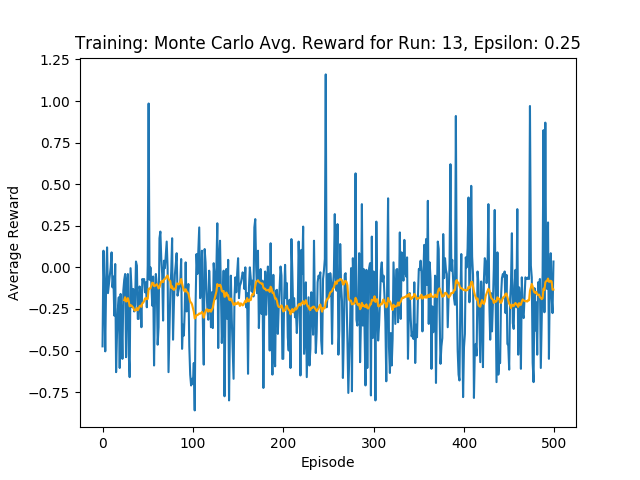 Training: Monte Carlo Avg. Reward for Run: 13, Epsilon: 0.25
1.25
1.00
0.75
0.50
0.25
0.00
−0.25
−0.50
−0.75
Average Reward
0 100 200 300 400 500
Episode